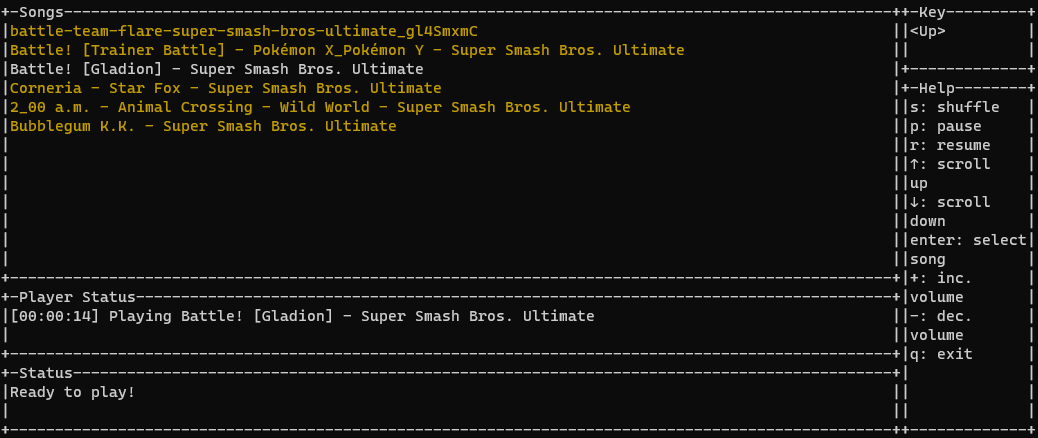 Songs
battle-team-flare-super-smash-bros-ultimate_gl4SmxmC
Battle! [Trainer Battle] - Pokémon X_Pokémon Y - Super Smash Bros. Ultimate
Battle! [Gladion] - Super Smash Bros. Ultimate
Corneria - Star Fox - Super Smash Bros. Ultimate
2_00 a.m. - Animal Crossing - Wild World - Super Smash Bros. Ultimate
Bubblegum K.K. - Super Smash Bros. Ultimate
Player Status
[00:00:14] Playing Battle! [Gladion] - Super Smash Bros. Ultimate
Status
Ready to play!
Key
<Up>
Help
s: shuffle
p: pause
r: resume
↑: scroll
up
↓: scroll
down
enter: select
song
+: inc.
volume
-: dec.
volume
q: exit